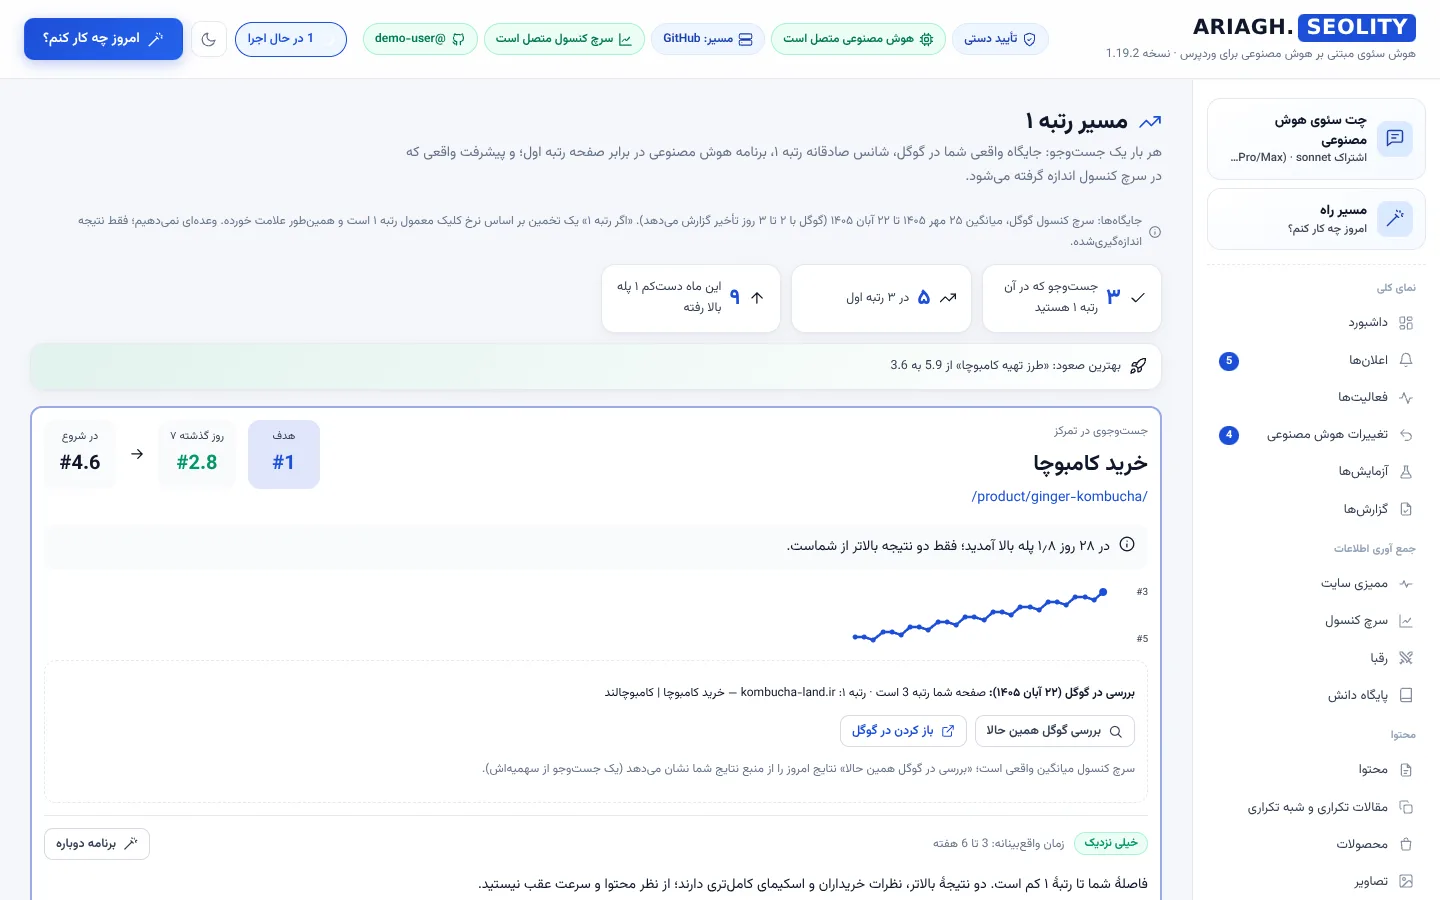 ARIAGH. SEOLITY
هوش سئوی مبتنی بر هوش مصنوعی برای وردپرس · نسخه 1.19.2
تأیید دستی
هوش مصنوعی متصل است
مسیر: GitHub
سرچ کنسول متصل است
@demo-user
1 در حال اجرا
امروز چه کار کنم؟
چت سئوی هوش مصنوعی
اشتراک Pro/Max) · sonnet...
مسیر راه
امروز چه کار کنم؟
نمای کلی
داشبورد
اعلان‌ها
5
فعالیت‌ها
تغییرات هوش مصنوعی
4
آزمایش‌ها
گزارش‌ها
جمع آوری اطلاعات
ممیزی سایت
سرچ کنسول
رقبا
پایگاه دانش
محتوا
محتوا
مقالات تکراری و شبه تکراری
محصولات
تصاویر
مسیر رتبه ۱
هر بار یک جست‌وجو: جایگاه واقعی شما در گوگل، شانس صادقانه رتبه ۱، برنامه هوش مصنوعی در برابر صفحه رتبه اول؛ و پیشرفت واقعی که
در سرچ کنسول اندازه گرفته می‌شود.
جایگاه‌ها: سرچ کنسول گوگل، میانگین ۲۵ مهر ۱۴۰۵ تا ۲۲ آبان ۱۴۰۵ (گوگل با ۲ تا ۳ روز تأخیر گزارش می‌دهد). «اگر رتبه ۱» یک تخمین بر اساس نرخ کلیک معمول رتبه ۱ است و همین‌طور علامت خورده. وعده‌ای نمی‌دهیم؛ فقط نتیجه
اندازه‌گیری‌شده.
۳
جست‌وجو که در آن
رتبه ۱ هستید
۵
در ۳ رتبه اول
۹
این ماه دست‌کم ۱ پله
بالا رفته
بهترین صعود: «طرز تهیه کامبوچا» از 5.9 به 3.6
جست‌وجوی در تمرکز
خرید کامبوچا
/product/ginger-kombucha/
هدف
#1
۷ روز گذشته
#2.8
در شروع
#4.6
در ۲۸ روز ۱٫۸ پله بالا آمدید؛ فقط دو نتیجه بالاتر از شماست.
#3
#5
بررسی در گوگل (۲۲ آبان ۱۴۰۵): صفحه شما رتبه 3 است · رتبه ۱: kombucha-land.ir — خرید کامبوچا | کامبوچالند
بررسی گوگل همین حالا
باز کردن در گوگل
سرچ کنسول میانگین واقعی است؛ «بررسی در گوگل همین حالا» نتایج امروز را از منبع نتایج شما نشان می‌دهد (یک جست‌وجو از سهمیه‌اش).
خیلی نزدیک
زمان واقع‌بینانه: 3 تا 6 هفته
برنامه دوباره
فاصلهٔ شما تا رتبهٔ ۱ کم است. دو نتیجهٔ بالاتر، نظرات خریداران و اسکیمای کامل‌تری دارند؛ از نظر محتوا و سرعت عقب نیستید.